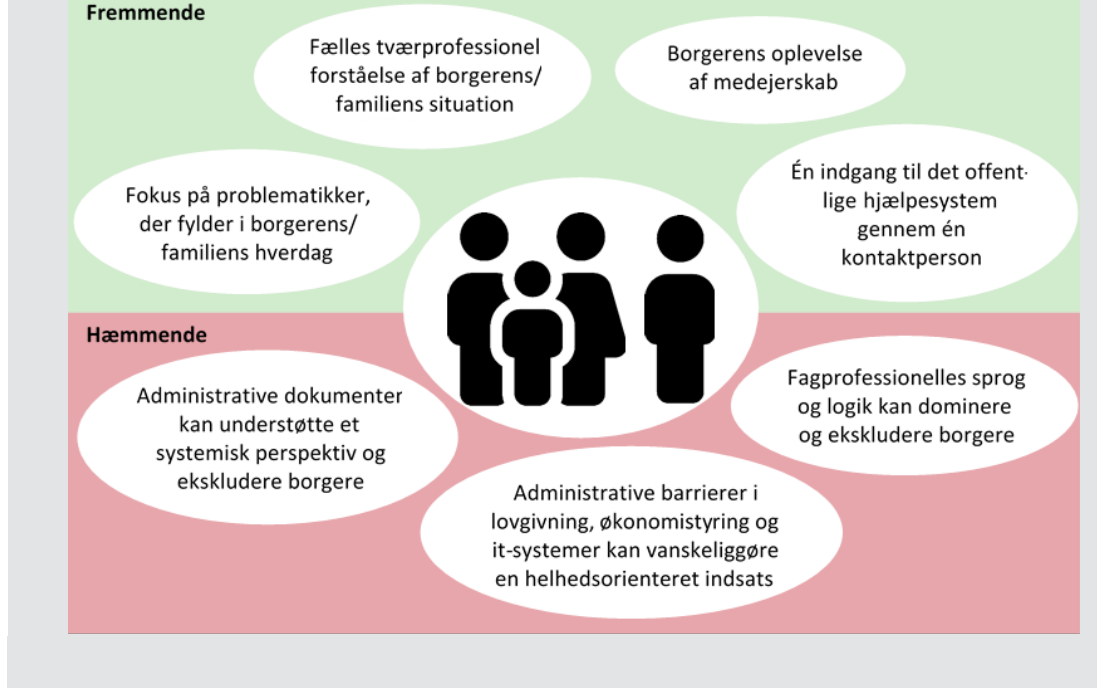 Fremmende
Fælles tværprofessionel
forståelse af borgerens/
familiens situation
Borgerens oplevelse
af medejerskab
Fokus på problematikker,
der fylder i borgerens/
familiens hverdag
Én indgang til det offent-
lige hjælpesystem
gennem én
kontaktperson
Hæmmende
Administrative dokumenter
kan understøtte et
systemisk perspektiv og
ekskludere borgere
Administrative barrierer i
lovgivning, økonomistyring og
it-systemer kan vanskeliggøre
en helhedsorienteret indsats
Fagprofessionelles sprog
og logik kan dominere
og ekskludere borgere